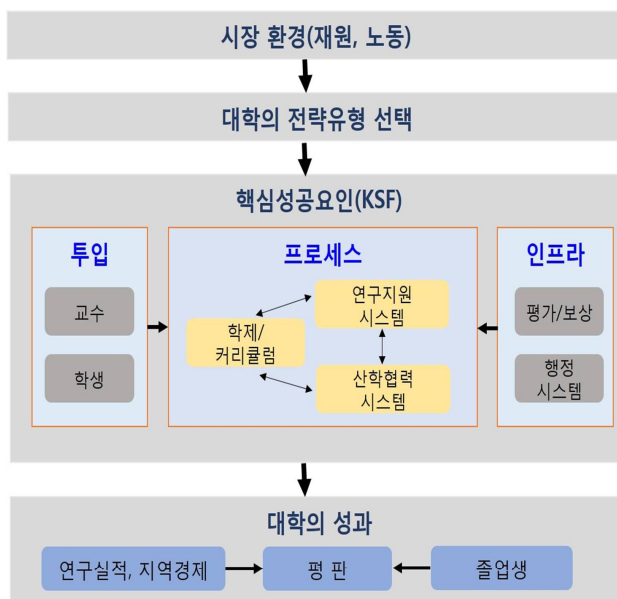 시장 환경(재원, 노동)
대학의 전략유형 선택
핵심성공요인(KSF)
투입
교수
학생
프로세스
연구지원
시스템
학제/
커리큘럼
산학협력
시스템
인프라
평가/보상
행정
시스템
대학의 성과
연구실적, 지역경제
평 판
졸업생